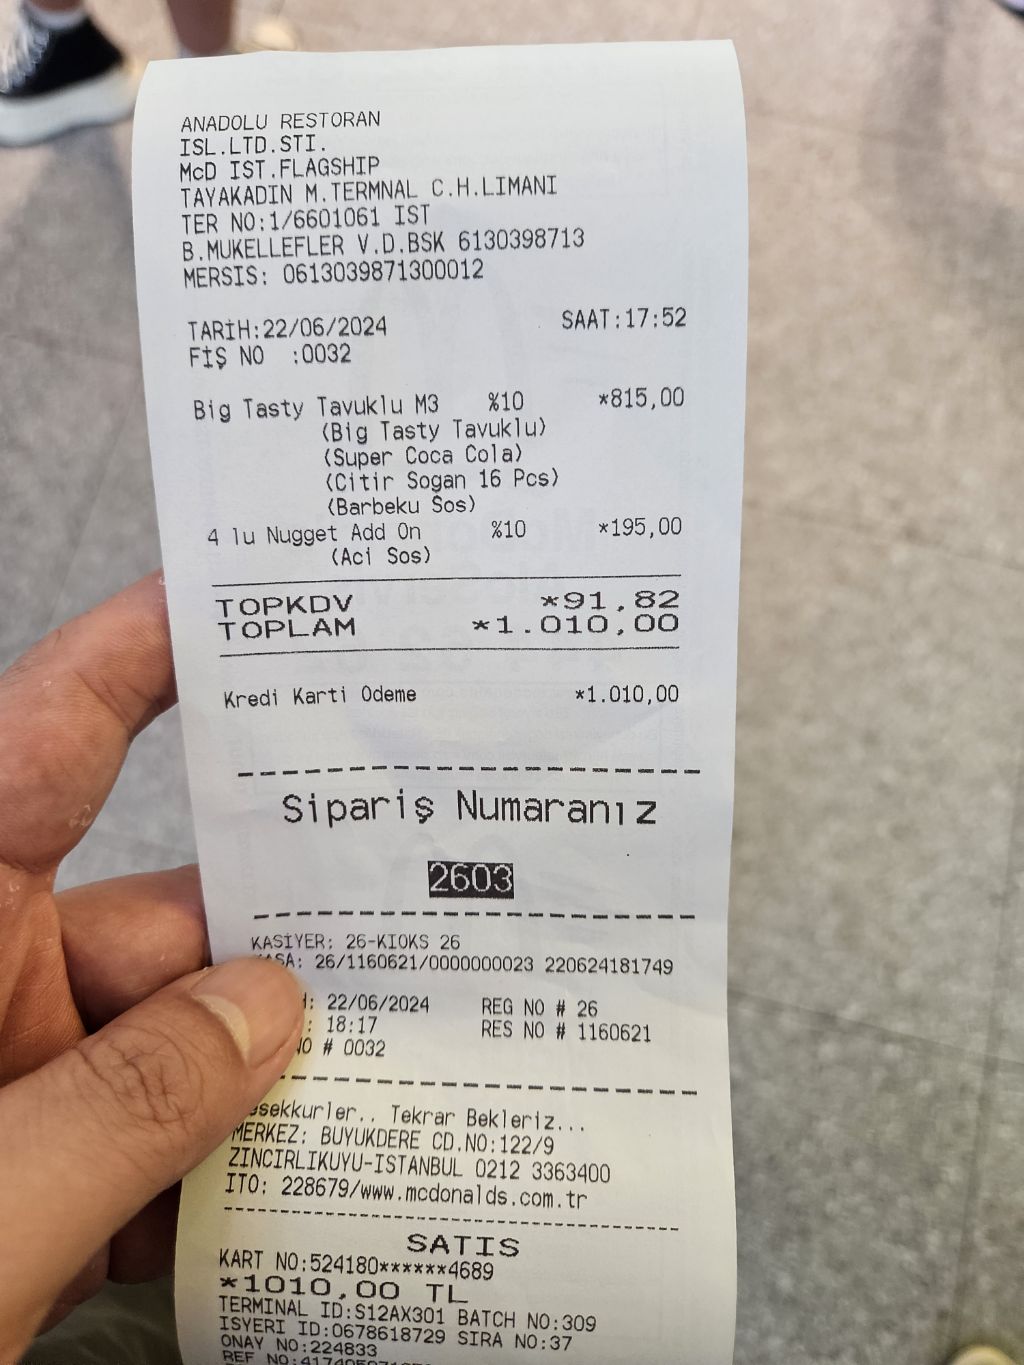 ANADOLU RESTORAN
ISL.LTD.STI.
McD IST.FLAGSHIP
TAYAKADIN M.TERMNAL C.H.LIMANI
TER NO:1/6601061 IST
B.MUKELLEFLER V.D.BSK 6130398713
MERSIS: 0613039871300012
TARİH:22/06/2024 SAAT:17:52
FİŞ NO :0032
Big Tasty Tavuklu M3 %10 *815,00
(Big Tasty Tavuklu)
(Super Coca Cola)
(Citir Sogan 16 Pcs)
(Barbeku Sos)
4 lu Nugget Add On %10 *195,00
(Aci Sos)
TOPKDV *91,82
TOPLAM *1.010,00
Kredi Karti Odeme *1.010,00
Sipariş Numaranız
2603
KASİYER: 26-KIOKS 26
26/1160621/0000000023 220624181749
22/06/2024 REG NO # 26
: 18:17 RES NO # 1160621
# 0032
Tekrar Bekleriz...
MERKEZ: BUYUKDERE CD.NO:122/9
ZINCIRLIKUYU-ISTANBUL 0212 3363400
ITO: 228679/www.mcdonalds.com.tr
SATIS
KART NO:524180******4689
*1010,00 TL
TERMINAL ID:S12AX301 BATCH NO:309
ISYERI ID:0678618729 SIRA NO:37
ONAY NO:224833